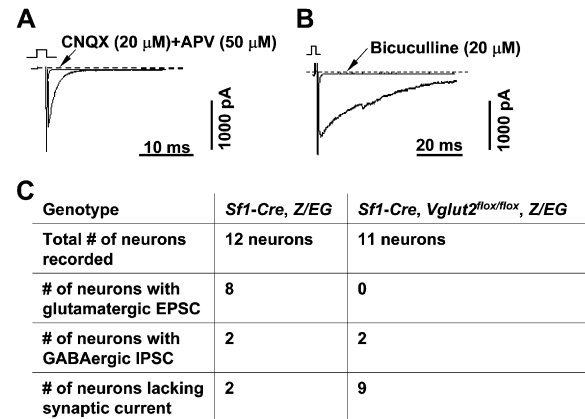 A
CNQX (20 μM)+APV (50 μM)
1000 pA
10 ms
B
Bicuculline (20 μM)
1000 pA
20 ms
C
Genotype Sf1-Cre, Z/EG Sf1-Cre, Vglut2flox/flox, Z/EG
Total # of neurons recorded 12 neurons 11 neurons
# of neurons with glutamatergic EPSC 8 0
# of neurons with GABAergic IPSC 2 2
# of neurons lacking synaptic current 2 9